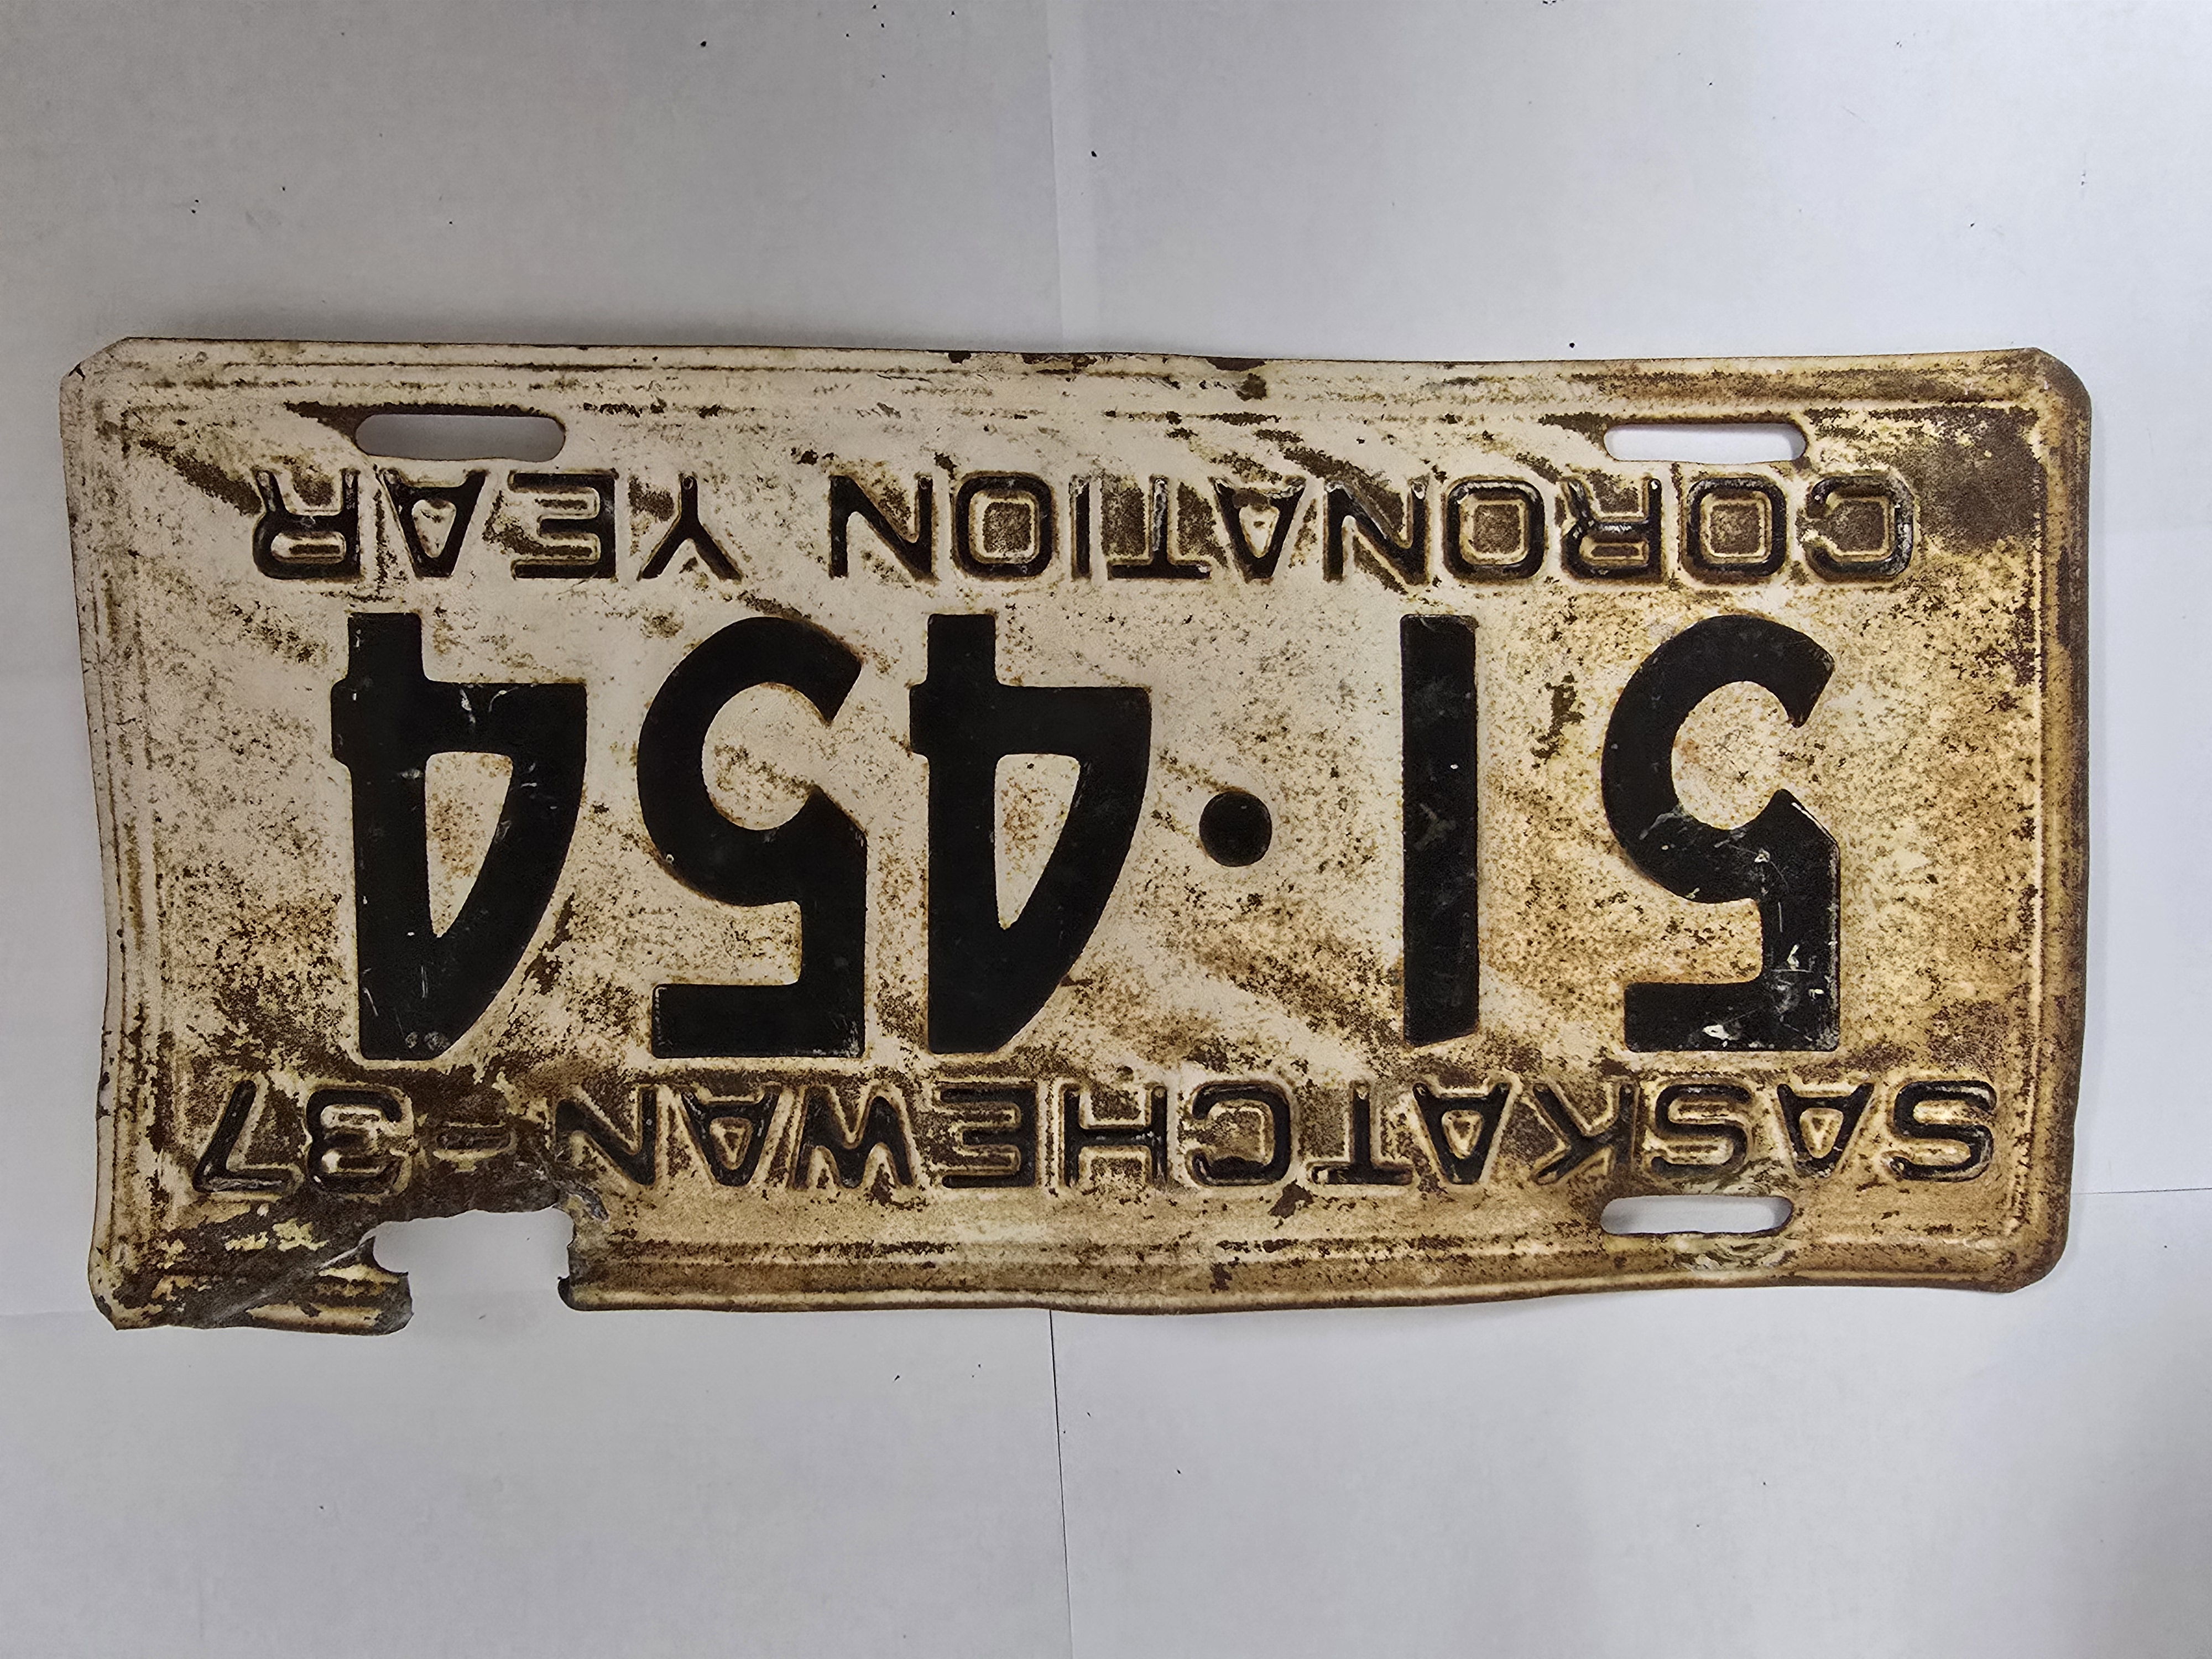 SASKATCHEWAN - 37
51•454
CORONATION YEAR